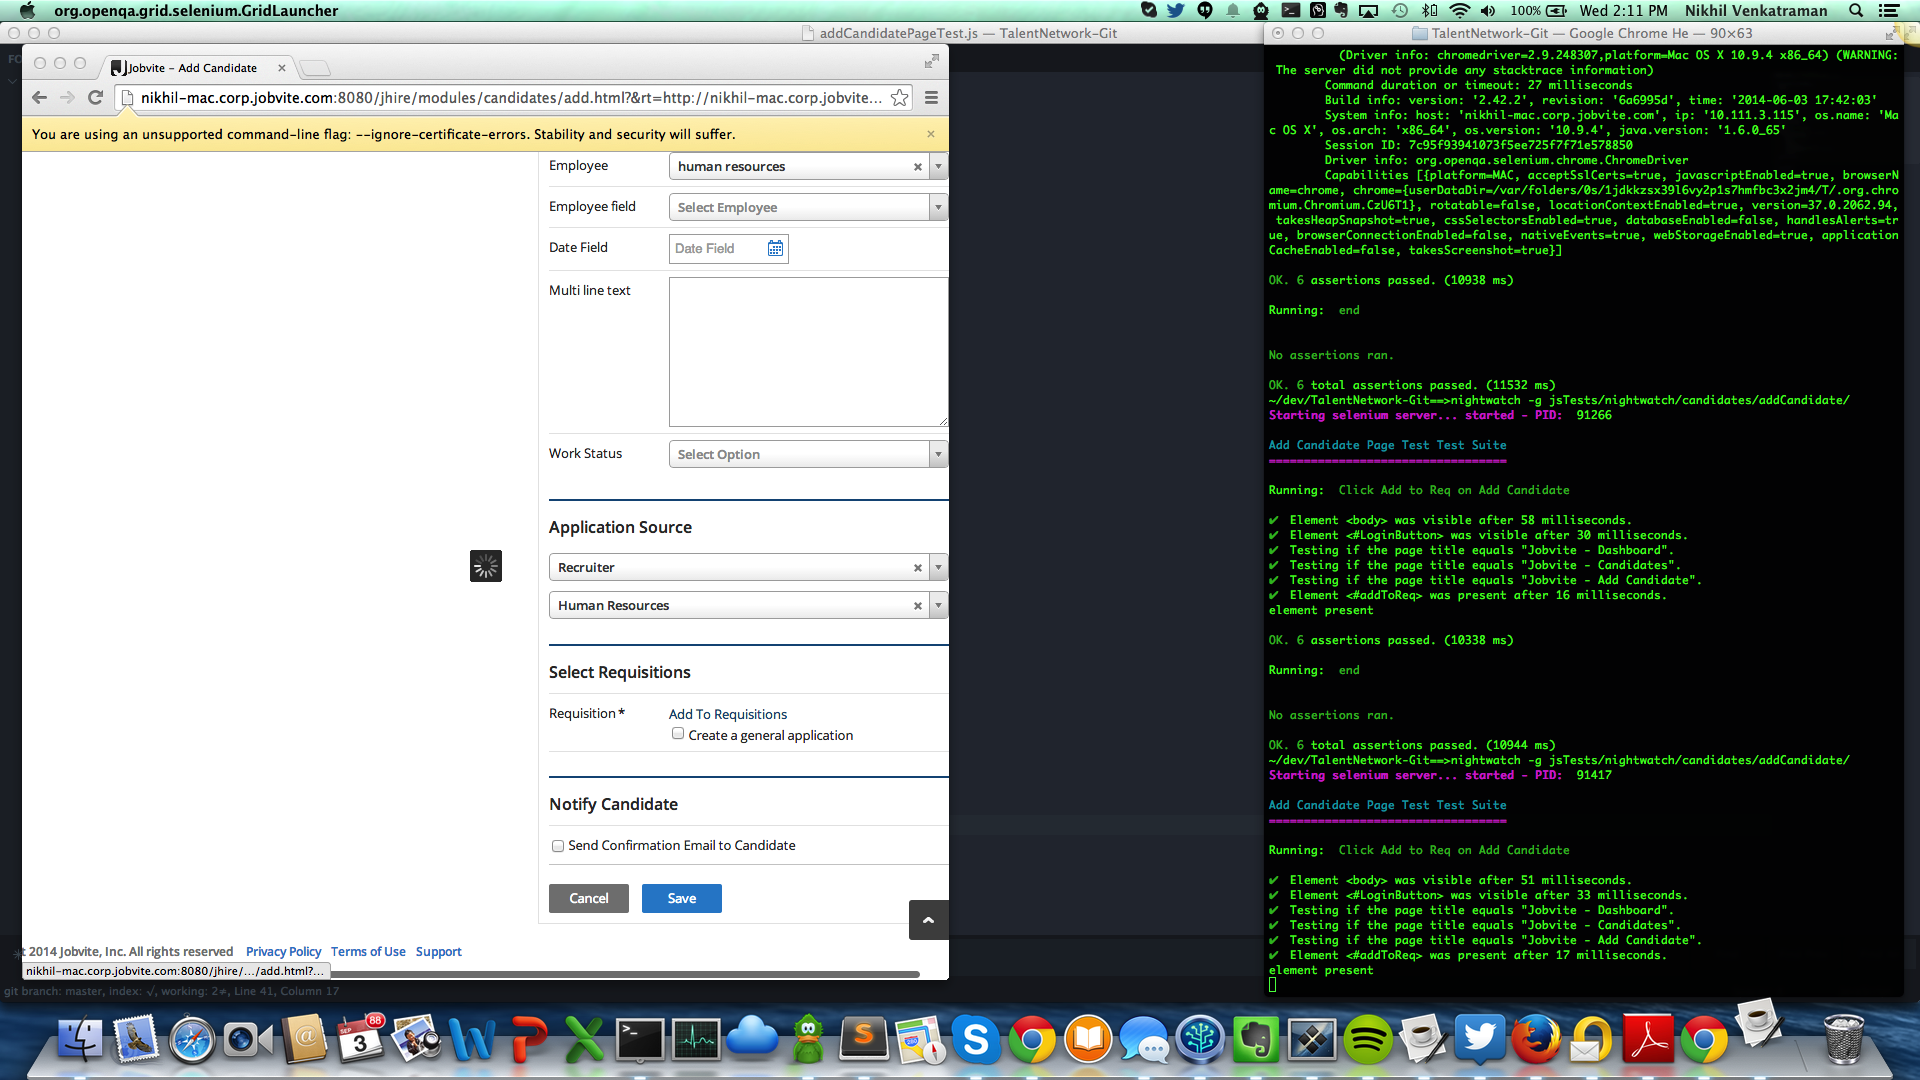 org.openqa.grid.selenium.GridLauncher
100%
Wed 2:11 PM
Nikhil Venkatraman
addCandidatePageTest.js — TalentNetwork-Git
TalentNetwork-Git — Google Chrome He — 90×63
FO
Jobvite - Add Candidate
nikhil-mac.corp.jobvite.com:8080/jhire/modules/candidates/add.html?&rt=http://nikhil-mac.corp.jobvite...
You are using an unsupported command-line flag: --ignore-certificate-errors. Stability and security will suffer.
Employee
human resources
Employee field
Select Employee
Date Field
Date Field
Multi line text
Work Status
Select Option
Application Source
Recruiter
Human Resources
Select Requisitions
Requisition *
Add To Requisitions
Create a general application
Notify Candidate
Send Confirmation Email to Candidate
Cancel
Save
t 2014 Jobvite, Inc. All rights reserved
Privacy Policy
Terms of Use
Support
nikhil-mac.corp.jobvite.com:8080/jhire/.../add.html?...
git branch: master, index: √, working: 2≠, Line 41, Column 17
(Driver info: chromedriver=2.9.248307,platform=Mac OS X 10.9.4 x86_64) (WARNING:
The server did not provide any stacktrace information)
Command duration or timeout: 27 milliseconds
Build info: version: '2.42.2', revision: '6a6995d', time: '2014-06-03 17:42:03'
System info: host: 'nikhil-mac.corp.jobvite.com', ip: '10.111.3.115', os.name: 'Ma
c OS X', os.arch: 'x86_64', os.version: '10.9.4', java.version: '1.6.0_65'
Session ID: 7c95f93941073f5ee725f7f71e578850
Driver info: org.openqa.selenium.chrome.ChromeDriver
Capabilities [{platform=MAC, acceptSslCerts=true, javascriptEnabled=true, browserN
ame=chrome, chrome={userDataDir=/var/folders/0s/1jdkkzsx39l6vy2p1s7hmfbc3x2jm4/T/.org.chro
mium.Chromium.CzU6T1}, rotatable=false, locationContextEnabled=true, version=37.0.2062.94,
takesHeapSnapshot=true, cssSelectorsEnabled=true, databaseEnabled=false, handlesAlerts=tr
ue, browserConnectionEnabled=false, nativeEvents=true, webStorageEnabled=true, application
CacheEnabled=false, takesScreenshot=true}]
OK. 6 assertions passed. (10938 ms)
Running:  end
No assertions ran.
OK. 6 total assertions passed. (11532 ms)
~/dev/TalentNetwork-Git==>nightwatch -g jsTests/nightwatch/candidates/addCandidate/
Starting selenium server... started - PID:  91266
Add Candidate Page Test Test Suite
==================================
Running:  Click Add to Req on Add Candidate
✔  Element <body> was visible after 58 milliseconds.
✔  Element <#LoginButton> was visible after 30 milliseconds.
✔  Testing if the page title equals "Jobvite - Dashboard".
✔  Testing if the page title equals "Jobvite - Candidates".
✔  Testing if the page title equals "Jobvite - Add Candidate".
✔  Element <#addToReq> was present after 16 milliseconds.
element present
OK. 6 assertions passed. (10338 ms)
Running:  end
No assertions ran.
OK. 6 total assertions passed. (10944 ms)
~/dev/TalentNetwork-Git==>nightwatch -g jsTests/nightwatch/candidates/addCandidate/
Starting selenium server... started - PID:  91417
Add Candidate Page Test Test Suite
==================================
Running:  Click Add to Req on Add Candidate
✔  Element <body> was visible after 51 milliseconds.
✔  Element <#LoginButton> was visible after 33 milliseconds.
✔  Testing if the page title equals "Jobvite - Dashboard".
✔  Testing if the page title equals "Jobvite - Candidates".
✔  Testing if the page title equals "Jobvite - Add Candidate".
✔  Element <#addToReq> was present after 17 milliseconds.
element present
88
SEP
3